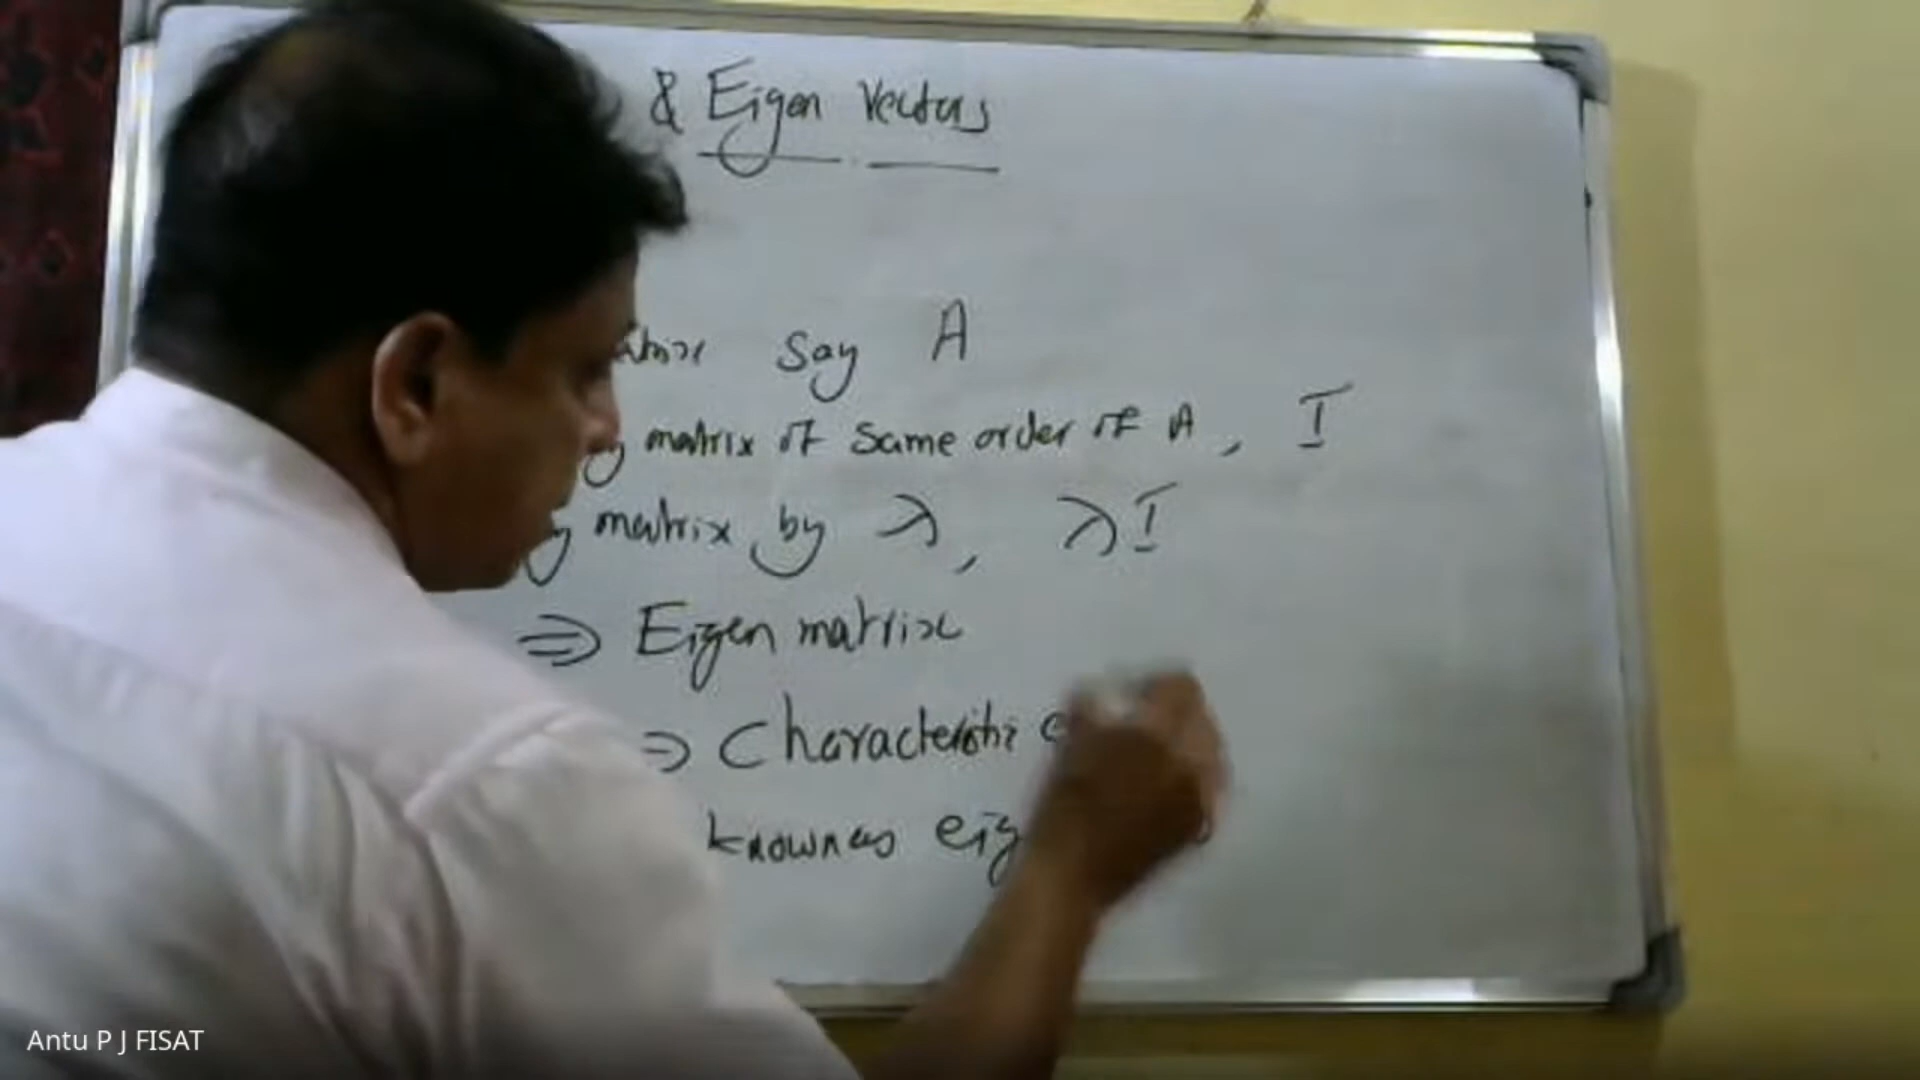 & Eigen Vectors
say A
matrix of same order of A, I
matrix by λ, λI
⇒ Eigen matrix
⇒ Characteristic
known as eig
Antu P J FISAT